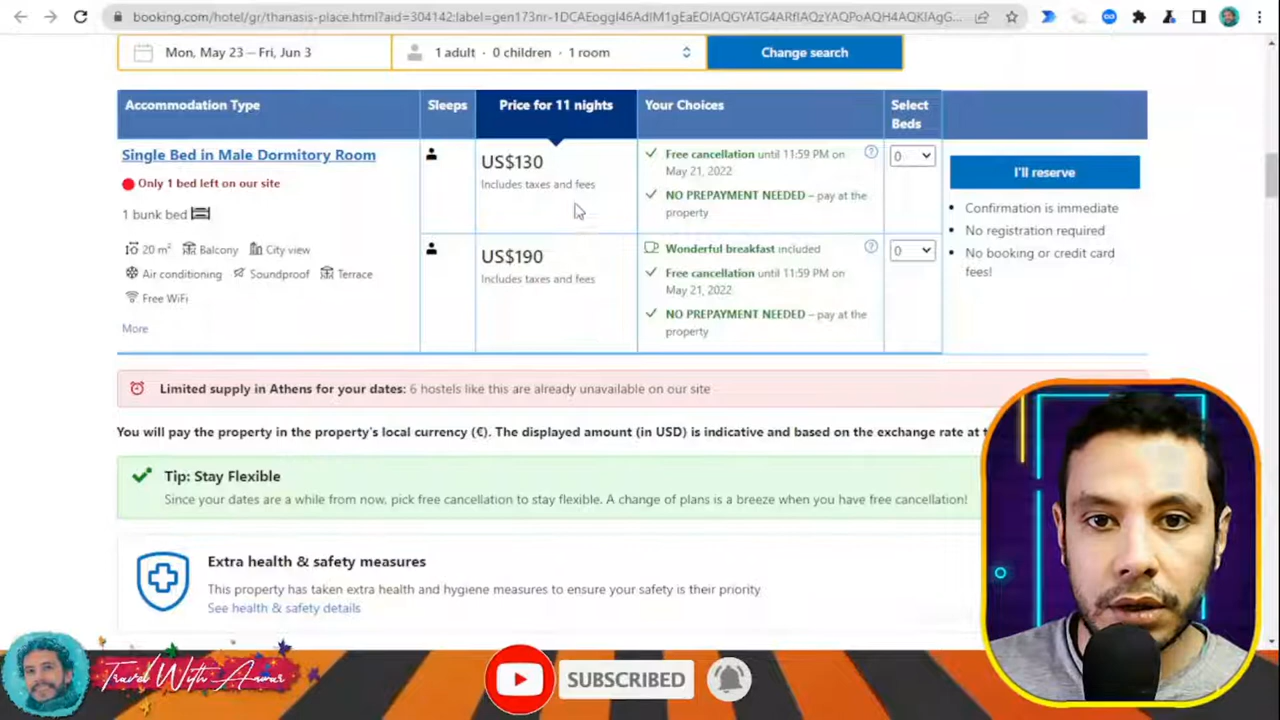 booking.com/hotel/gr/thanasis-place.html?aid=304142:label=gen173nr-1DCAEoggI46AdIM1gEaEOIAQGYATG4ARfIAQzYAQPoAQH4AQKIAgG...
Mon, May 23 — Fri, Jun 3
1 adult · 0 children · 1 room
Change search
Accommodation Type
Sleeps
Price for 11 nights
Your Choices
Select Beds
Single Bed in Male Dormitory Room
Only 1 bed left on our site
1 bunk bed
20 m² Balcony City view
Air conditioning Soundproof Terrace
Free WiFi
More
US$130
Includes taxes and fees
Free cancellation until 11:59 PM on
May 21, 2022
NO PREPAYMENT NEEDED – pay at the
property
0
US$190
Includes taxes and fees
Wonderful breakfast included
Free cancellation until 11:59 PM on
May 21, 2022
NO PREPAYMENT NEEDED – pay at the
property
0
I'll reserve
Confirmation is immediate
No registration required
No booking or credit card
fees!
Limited supply in Athens for your dates: 6 hostels like this are already unavailable on our site
You will pay the property in the property's local currency (€). The displayed amount (in USD) is indicative and based on the exchange rate at t
Tip: Stay Flexible
Since your dates are a while from now, pick free cancellation to stay flexible. A change of plans is a breeze when you have free cancellation!
Extra health & safety measures
This property has taken extra health and hygiene measures to ensure your safety is their priority
See health & safety details
Travel With Anwar
SUBSCRIBED